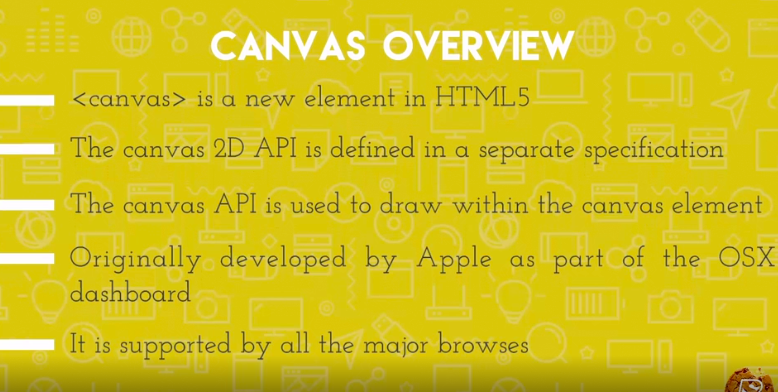 CANVAS OVERVIEW
<canvas> is a new element in HTML5
The canvas 2D API is defined in a separate specification
The canvas API is used to draw within the canvas element
Originally developed by Apple as part of the OSX
dashboard
It is supported by all the major browses